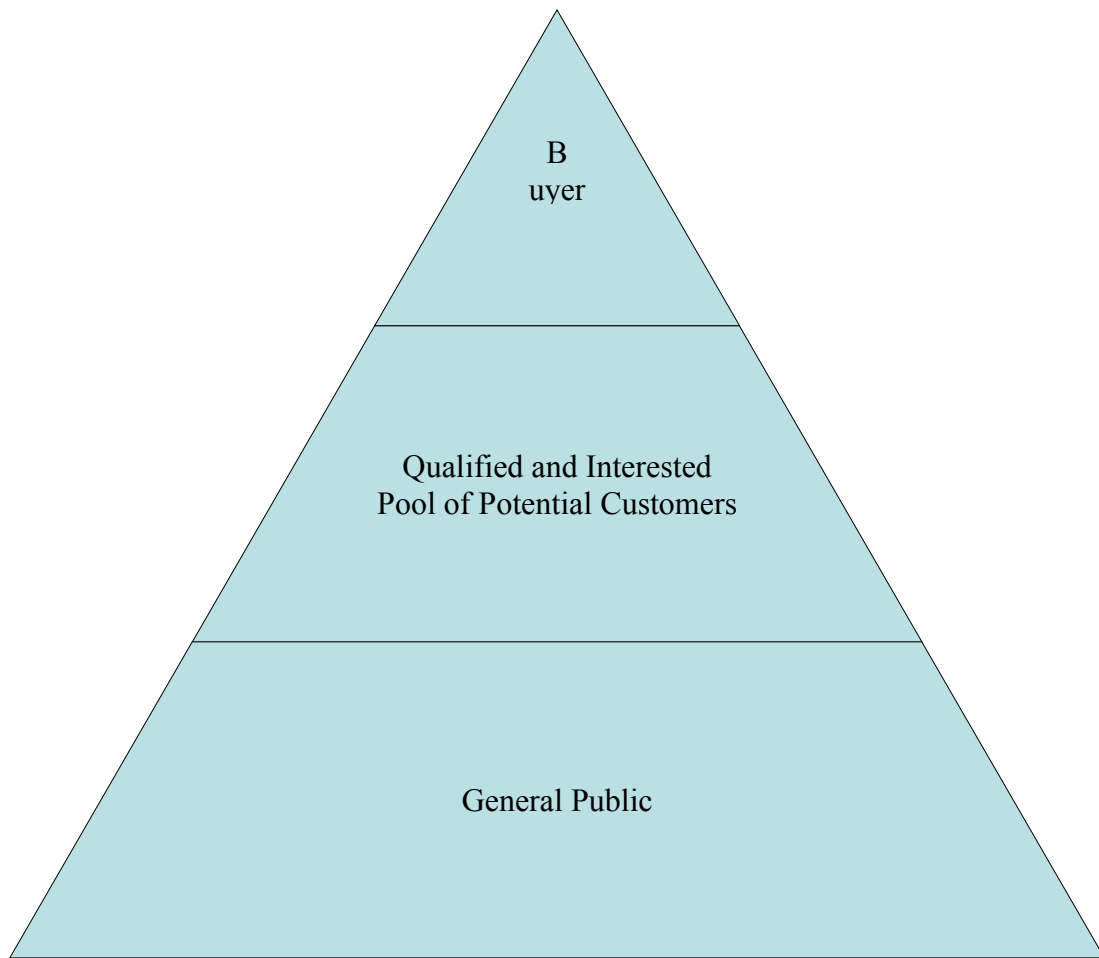 B
uyer
Qualified and Interested
Pool of Potential Customers
General Public